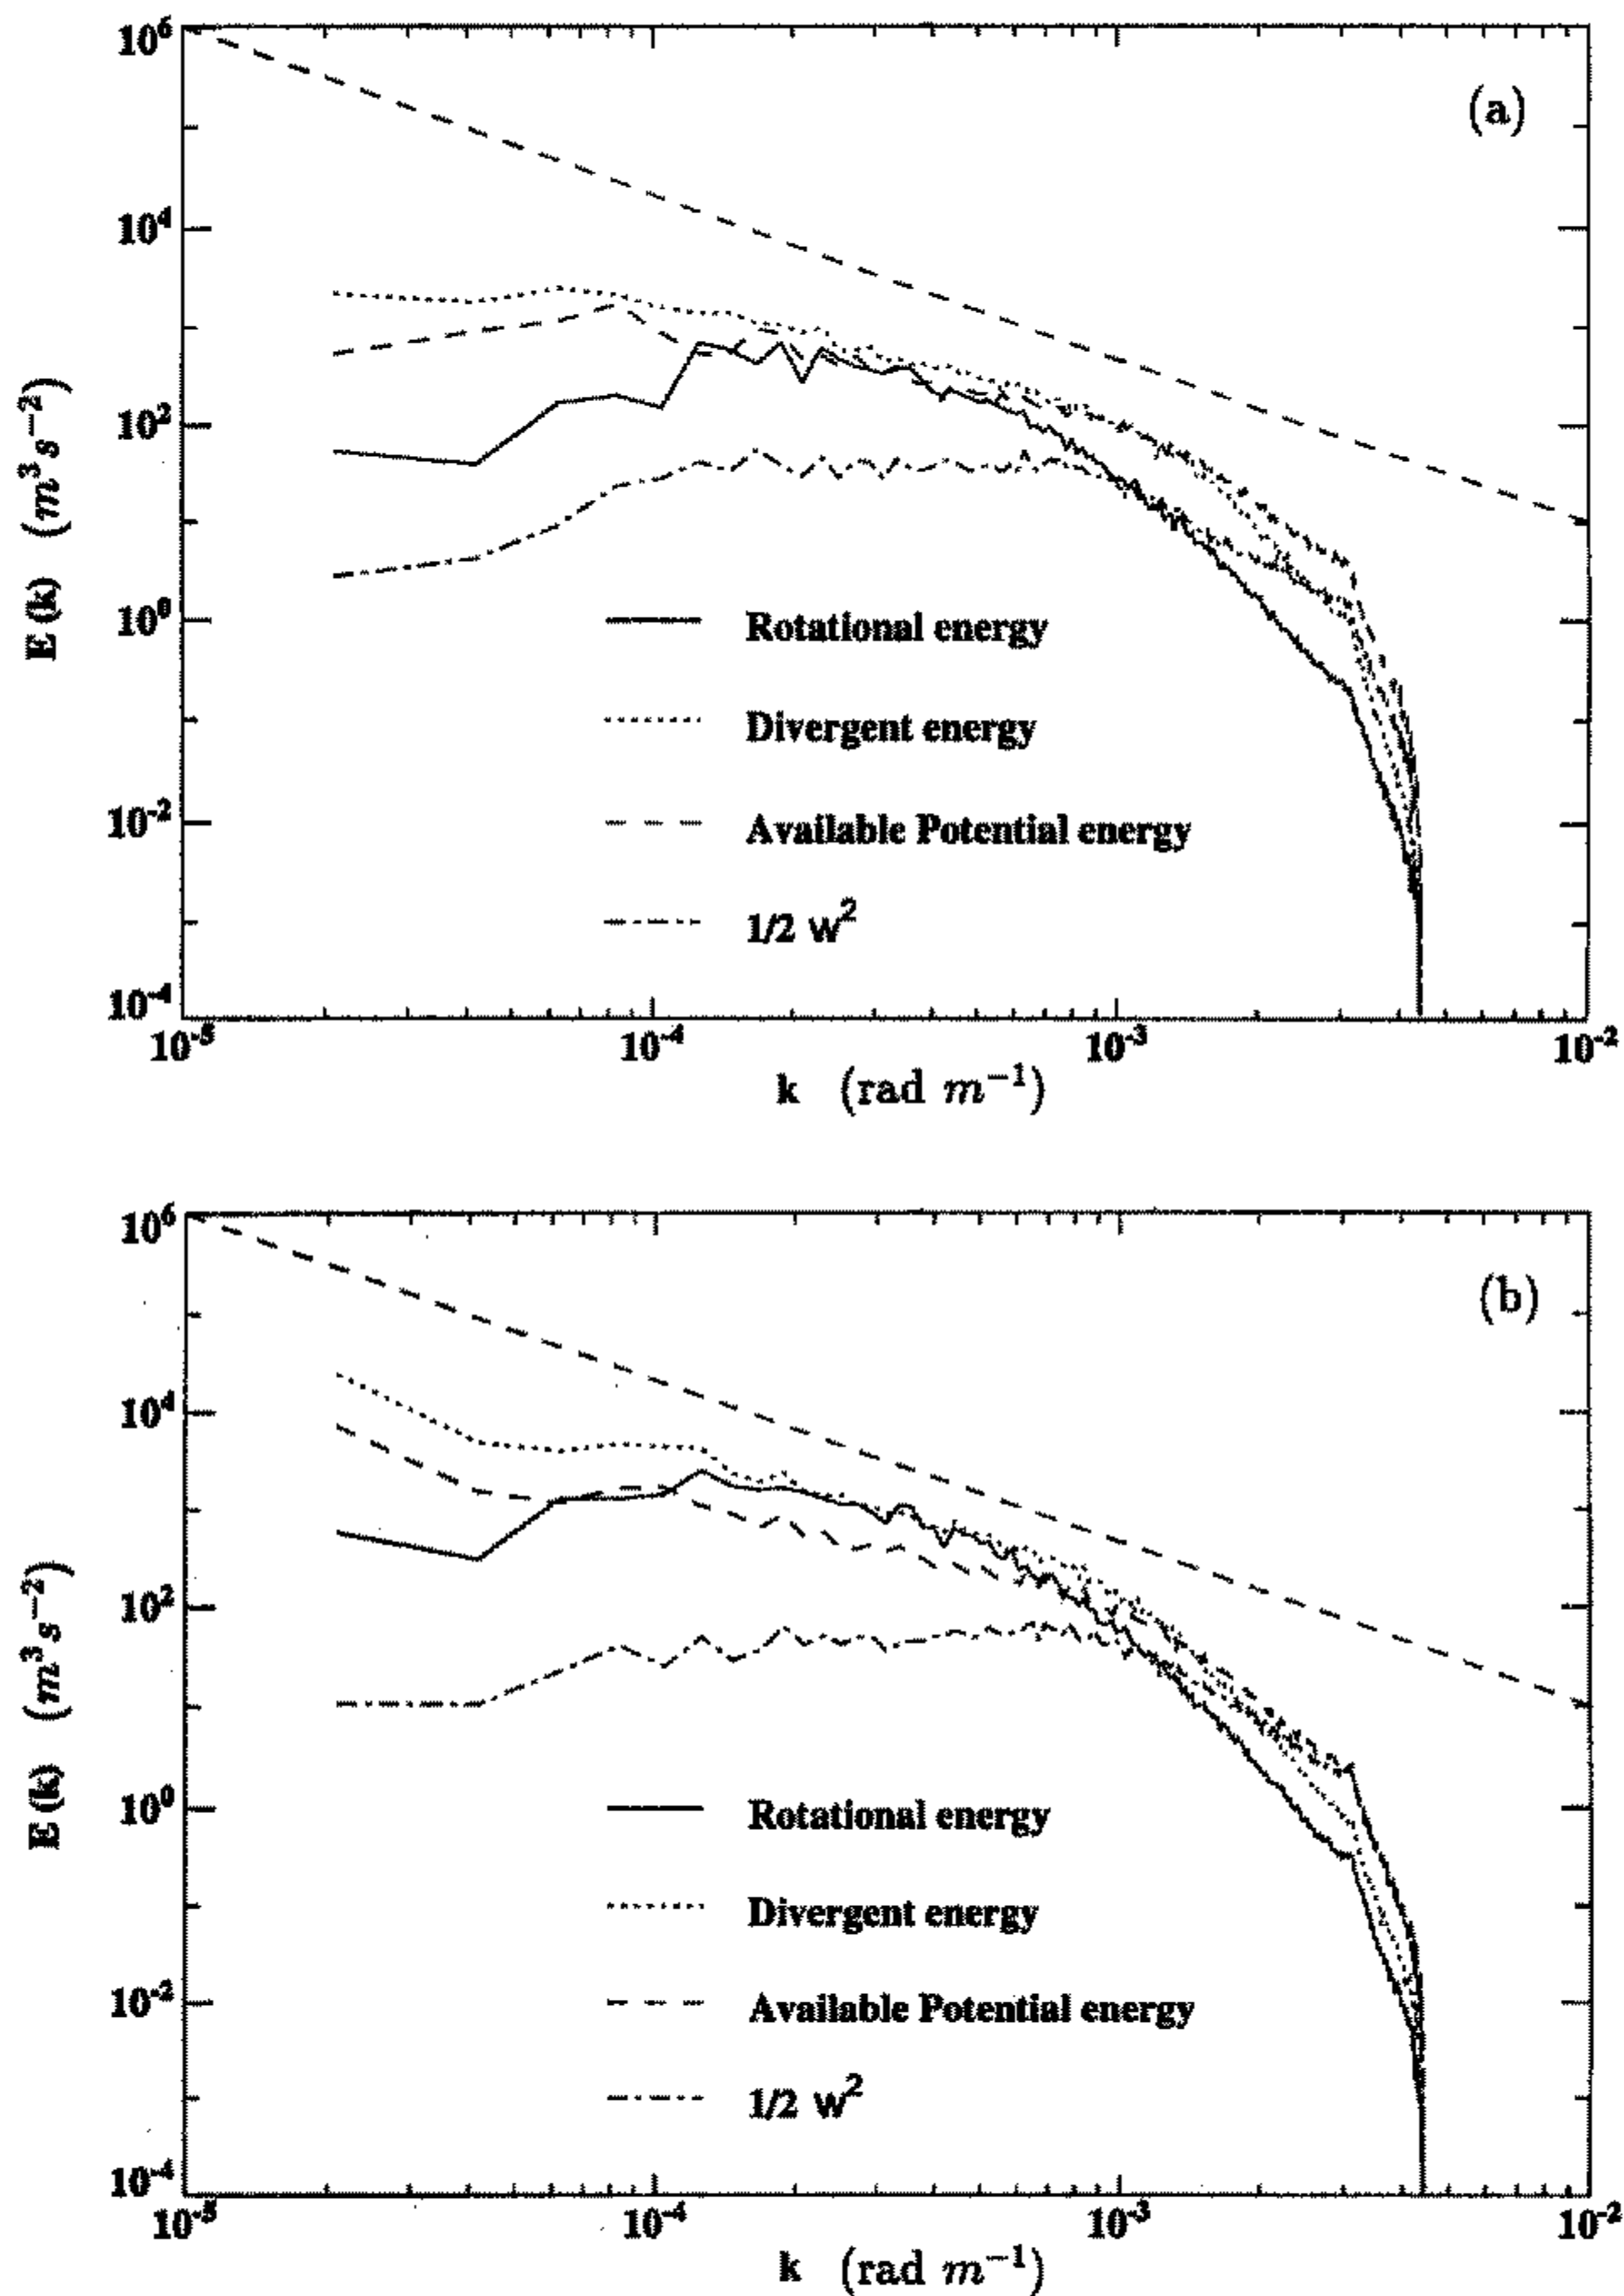 10^6
(a)
10^4
10^2
10^0
10^-2
10^-4
E(k) (m^3 s^−2)
Rotational energy
Divergent energy
Available Potential energy
1/2 W^2
10^-5 10^-4 10^-3 10^-2
k (rad m^−1)
10^6
(b)
10^4
10^2
10^0
10^-2
10^-4
E(k) (m^3 s^−2)
Rotational energy
Divergent energy
Available Potential energy
1/2 W^2
10^-5 10^-4 10^-3 10^-2
k (rad m^−1)